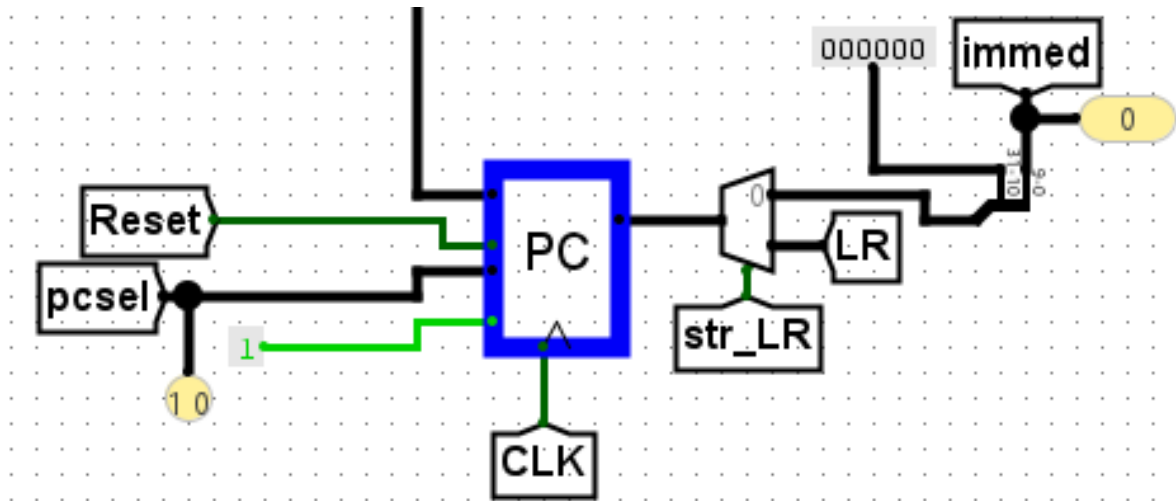 000000
immed
0
31-10
0-9
0
Reset
PC
LR
pcsel
str_LR
1
1 0
CLK